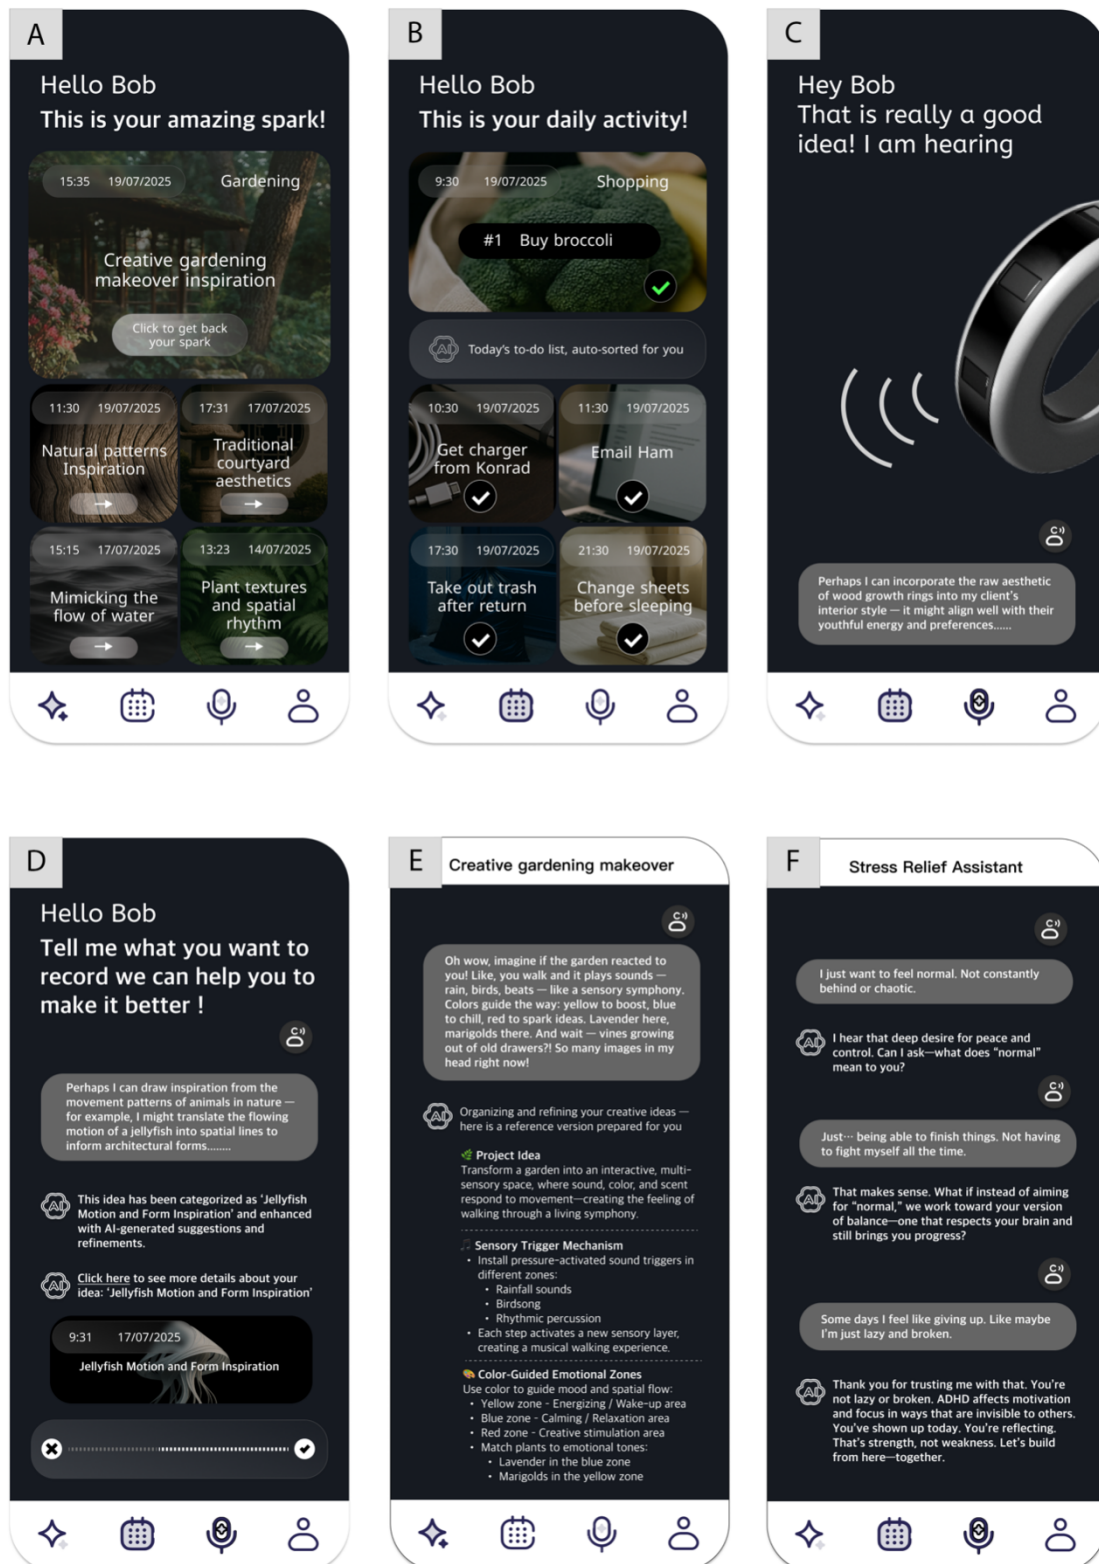 A
Hello Bob
This is your amazing spark!
15:35 19/07/2025 Gardening
Creative gardening
makeover inspiration
Click to get back
your spark
11:30 19/07/2025
Natural patterns
Inspiration
17:31 17/07/2025
Traditional
courtyard
aesthetics
15:15 17/07/2025
Mimicking the
flow of water
13:23 14/07/2025
Plant textures
and spatial
rhythm
B
Hello Bob
This is your daily activity!
9:30 19/07/2025 Shopping
#1 Buy broccoli
AI Today's to-do list, auto-sorted for you
10:30 19/07/2025
Get charger
from Konrad
11:30 19/07/2025
Email Ham
17:30 19/07/2025
Take out trash
after return
21:30 19/07/2025
Change sheets
before sleeping
C
Hey Bob
That is really a good
idea! I am hearing
Perhaps I can incorporate the raw aesthetic
of wood growth rings into my client's
interior style — it might align well with their
youthful energy and preferences......
D
Hello Bob
Tell me what you want to
record we can help you to
make it better !
Perhaps I can draw inspiration from the
movement patterns of animals in nature —
for example, I might translate the flowing
motion of a jellyfish into spatial lines to
inform architectural forms........
AI This idea has been categorized as 'Jellyfish
Motion and Form Inspiration' and enhanced
with AI-generated suggestions and
refinements.
AI Click here to see more details about your
idea: 'Jellyfish Motion and Form Inspiration'
9:31 17/07/2025
Jellyfish Motion and Form Inspiration
E
Creative gardening makeover
Oh wow, imagine if the garden reacted to
you! Like, you walk and it plays sounds —
rain, birds, beats — like a sensory symphony.
Colors guide the way: yellow to boost, blue
to chill, red to spark ideas. Lavender here,
marigolds there. And wait — vines growing
out of old drawers?! So many images in my
head right now!
AI Organizing and refining your creative ideas —
here is a reference version prepared for you
🌿 Project Idea
Transform a garden into an interactive, multi-
sensory space, where sound, color, and scent
respond to movement—creating the feeling of
walking through a living symphony.
🎵 Sensory Trigger Mechanism
• Install pressure-activated sound triggers in
different zones:
• Rainfall sounds
• Birdsong
• Rhythmic percussion
• Each step activates a new sensory layer,
creating a musical walking experience.
🎨 Color-Guided Emotional Zones
Use color to guide mood and spatial flow:
• Yellow zone - Energizing / Wake-up area
• Blue zone - Calming / Relaxation area
• Red zone - Creative stimulation area
• Match plants to emotional tones:
• Lavender in the blue zone
• Marigolds in the yellow zone
F
Stress Relief Assistant
I just want to feel normal. Not constantly
behind or chaotic.
AI I hear that deep desire for peace and
control. Can I ask—what does "normal"
mean to you?
Just··· being able to finish things. Not having
to fight myself all the time.
AI That makes sense. What if instead of aiming
for "normal," we work toward your version
of balance—one that respects your brain and
still brings you progress?
Some days I feel like giving up. Like maybe
I'm just lazy and broken.
AI Thank you for trusting me with that. You're
not lazy or broken. ADHD affects motivation
and focus in ways that are invisible to others.
You've shown up today. You're reflecting.
That's strength, not weakness. Let's build
from here—together.